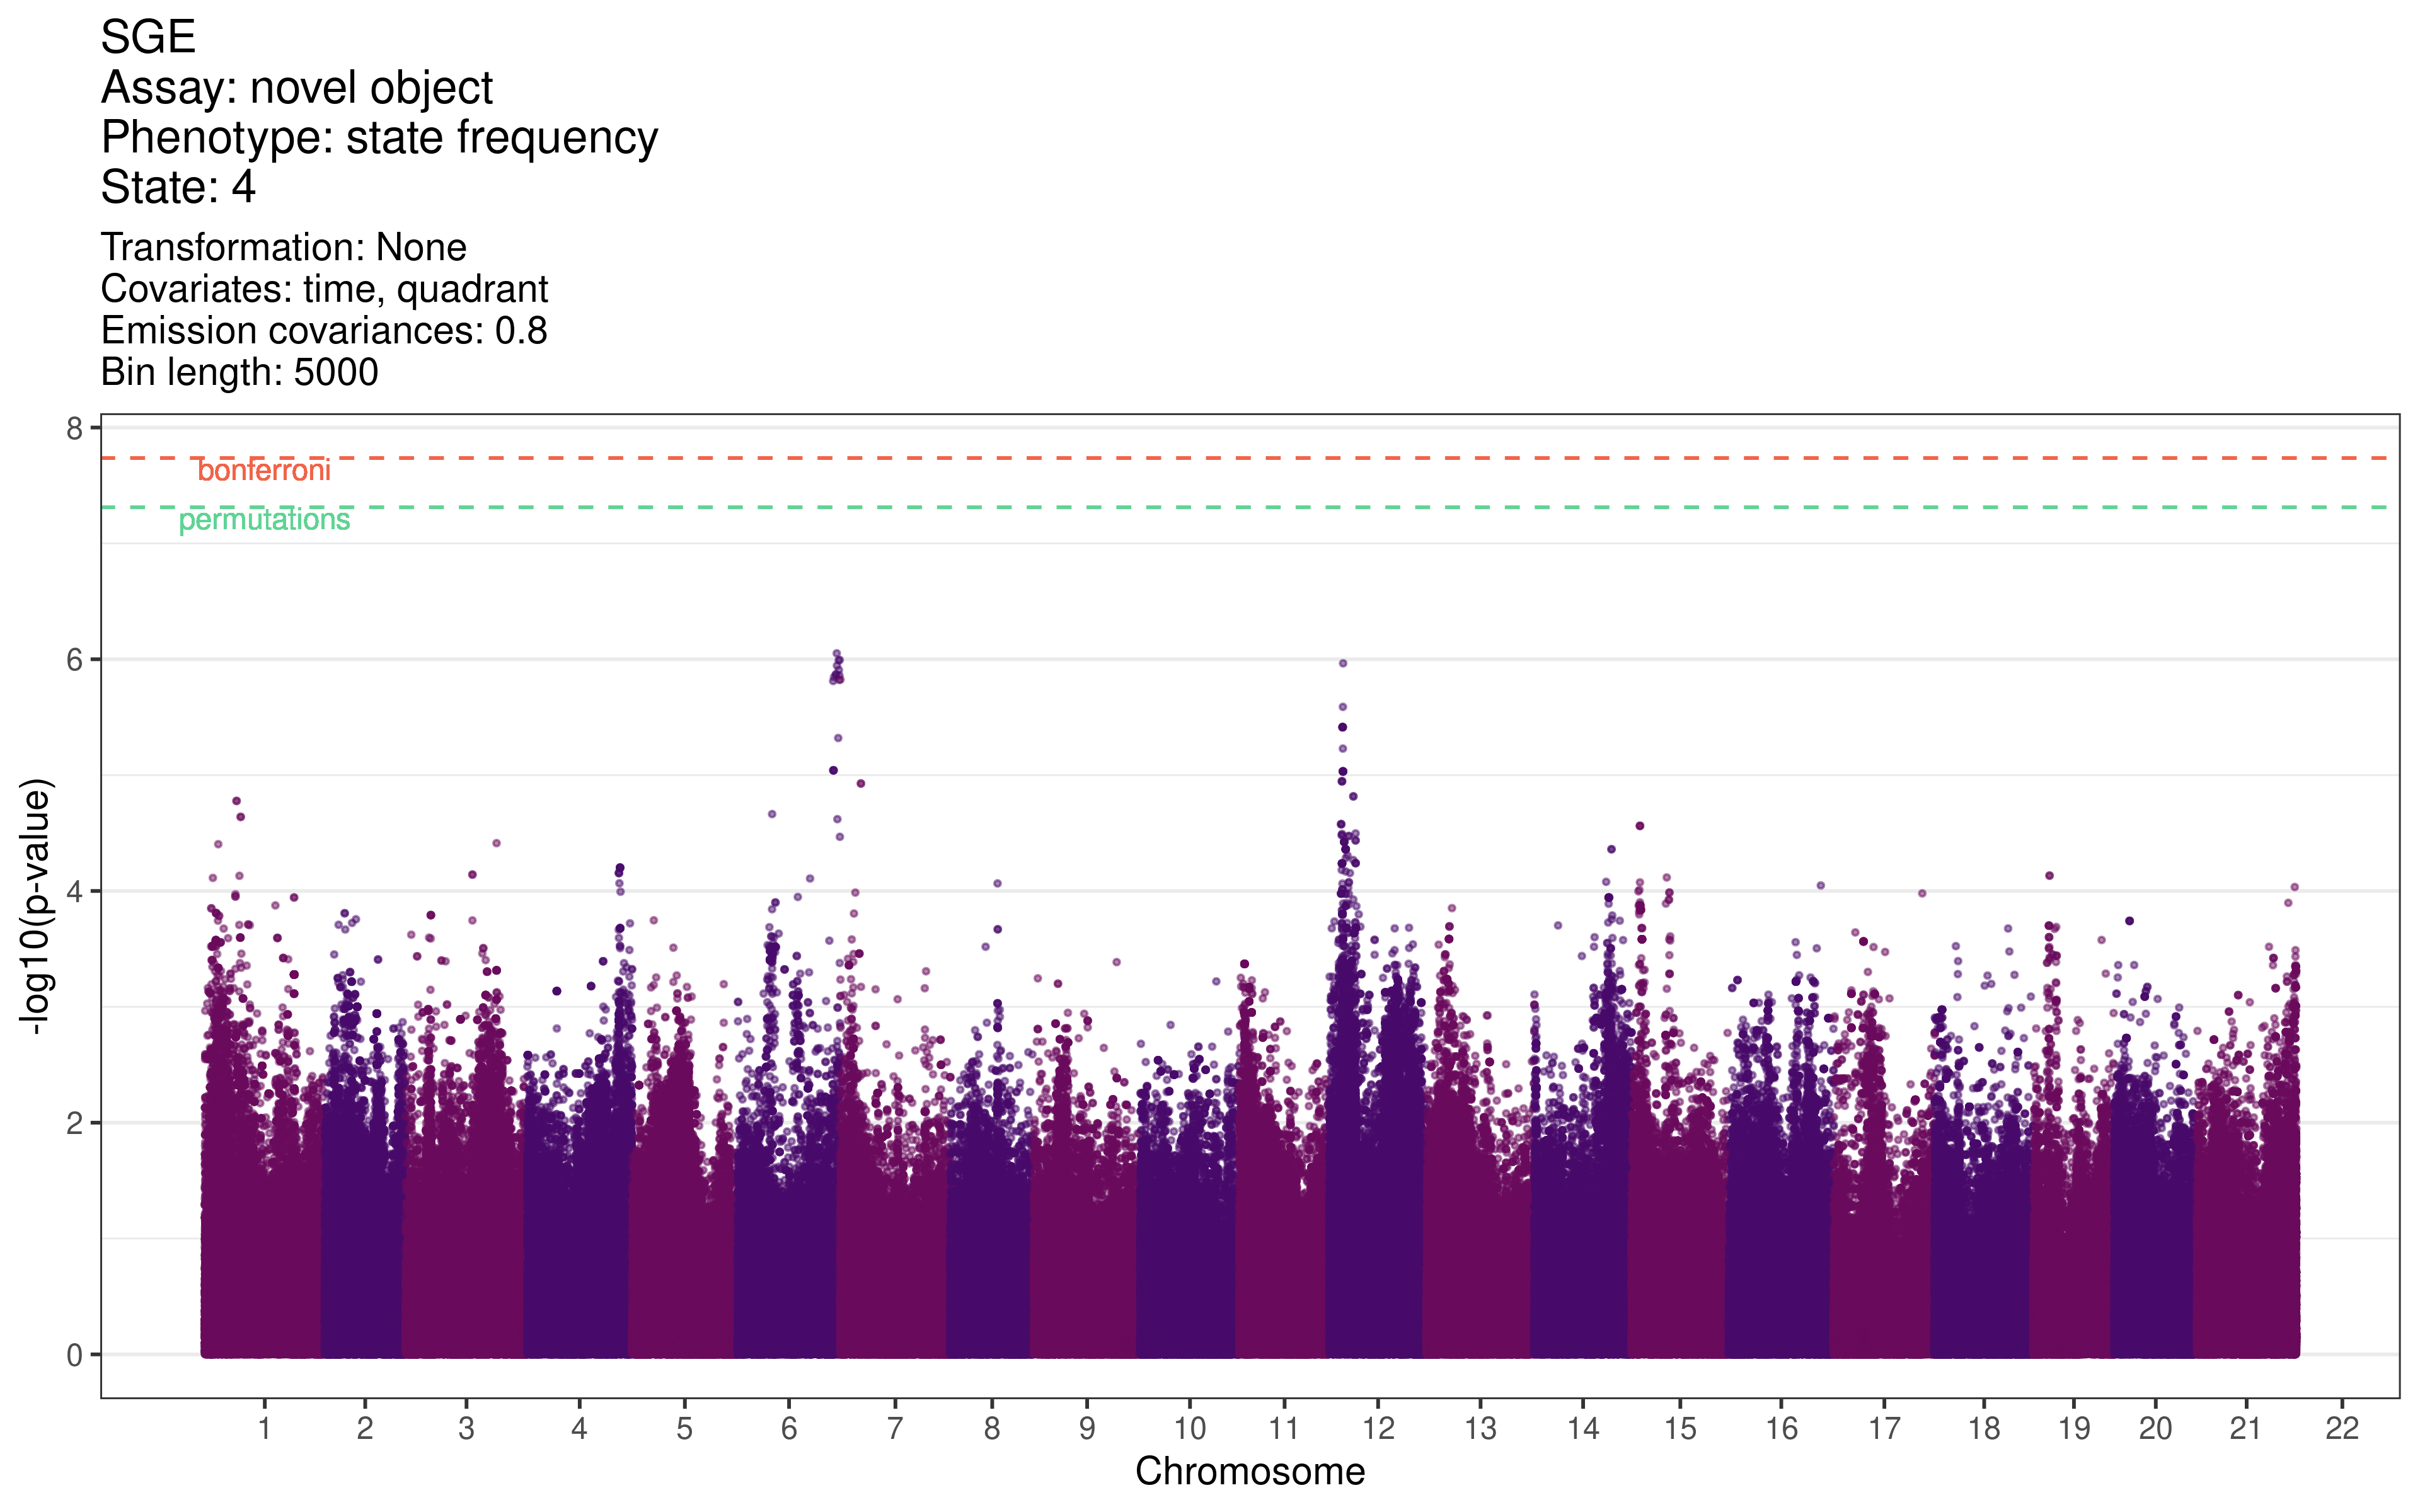 SGE
Assay: novel object
Phenotype: state frequency
State: 4
Transformation: None
Covariates: time, quadrant
Emission covariances: 0.8
Bin length: 5000
8
bonferroni
permutations
6
4
2
0
-log10(p-value)
1 2 3 4 5 6 7 8 9 10 11 12 13 14 15 16 17 18 19 20 21 22
Chromosome